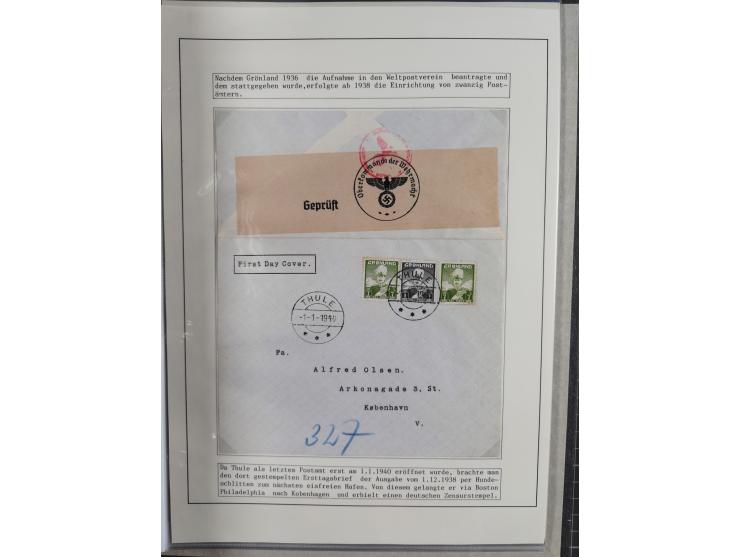 Nachdem Grönland 1936 die Aufnahme in den Weltpostverein beantragte und
dem stattgegeben wurde,erfolgte ab 1938 die Einrichtung von zwanzig Post-
ämtern.
Oberkommando der Wehrmacht
Geprüft
First Day Cover.
GRØNLAND
GRØNLAND
GRØNLAND
THULE
THULE
-1-1-1940
Fa.
Alfred Olsen.
Arkonagade 3. St.
København
V.
327
Da Thule als letztem Postamt erst am 1.1.1940 eröffnet wurde, brachte man
den dort gestempelten Ersttagsbrief der Ausgabe vom 1.12.1938 per Hunde-
schlitten zum nächsten eisfreien Hafen. Von diesem gelangte er via Boston
Philadelphia nach Kobenhagen und erhielt einen deutschen Zensurstempel.